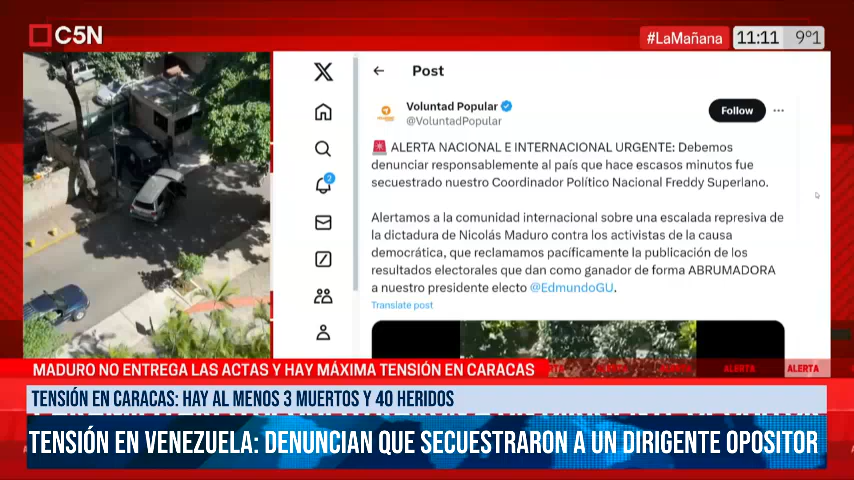 C5N
#LaMañana
11:11
9°1
Post
Voluntad Popular
@VoluntadPopular
Follow
🚨 ALERTA NACIONAL E INTERNACIONAL URGENTE: Debemos
denunciar responsablemente al país que hace escasos minutos fue
secuestrado nuestro Coordinador Político Nacional Freddy Superlano.
Alertamos a la comunidad internacional sobre una escalada represiva de
la dictadura de Nicolás Maduro contra los activistas de la causa
democrática, que reclamamos pacíficamente la publicación de los
resultados electorales que dan como ganador de forma ABRUMADORA
a nuestro presidente electo @EdmundoGU.
Translate post
2
MADURO NO ENTREGA LAS ACTAS Y HAY MÁXIMA TENSIÓN EN CARACAS
ALERTA
ALERTA
TENSIÓN EN CARACAS: HAY AL MENOS 3 MUERTOS Y 40 HERIDOS
TENSIÓN EN VENEZUELA: DENUNCIAN QUE SECUESTRARON A UN DIRIGENTE OPOSITOR